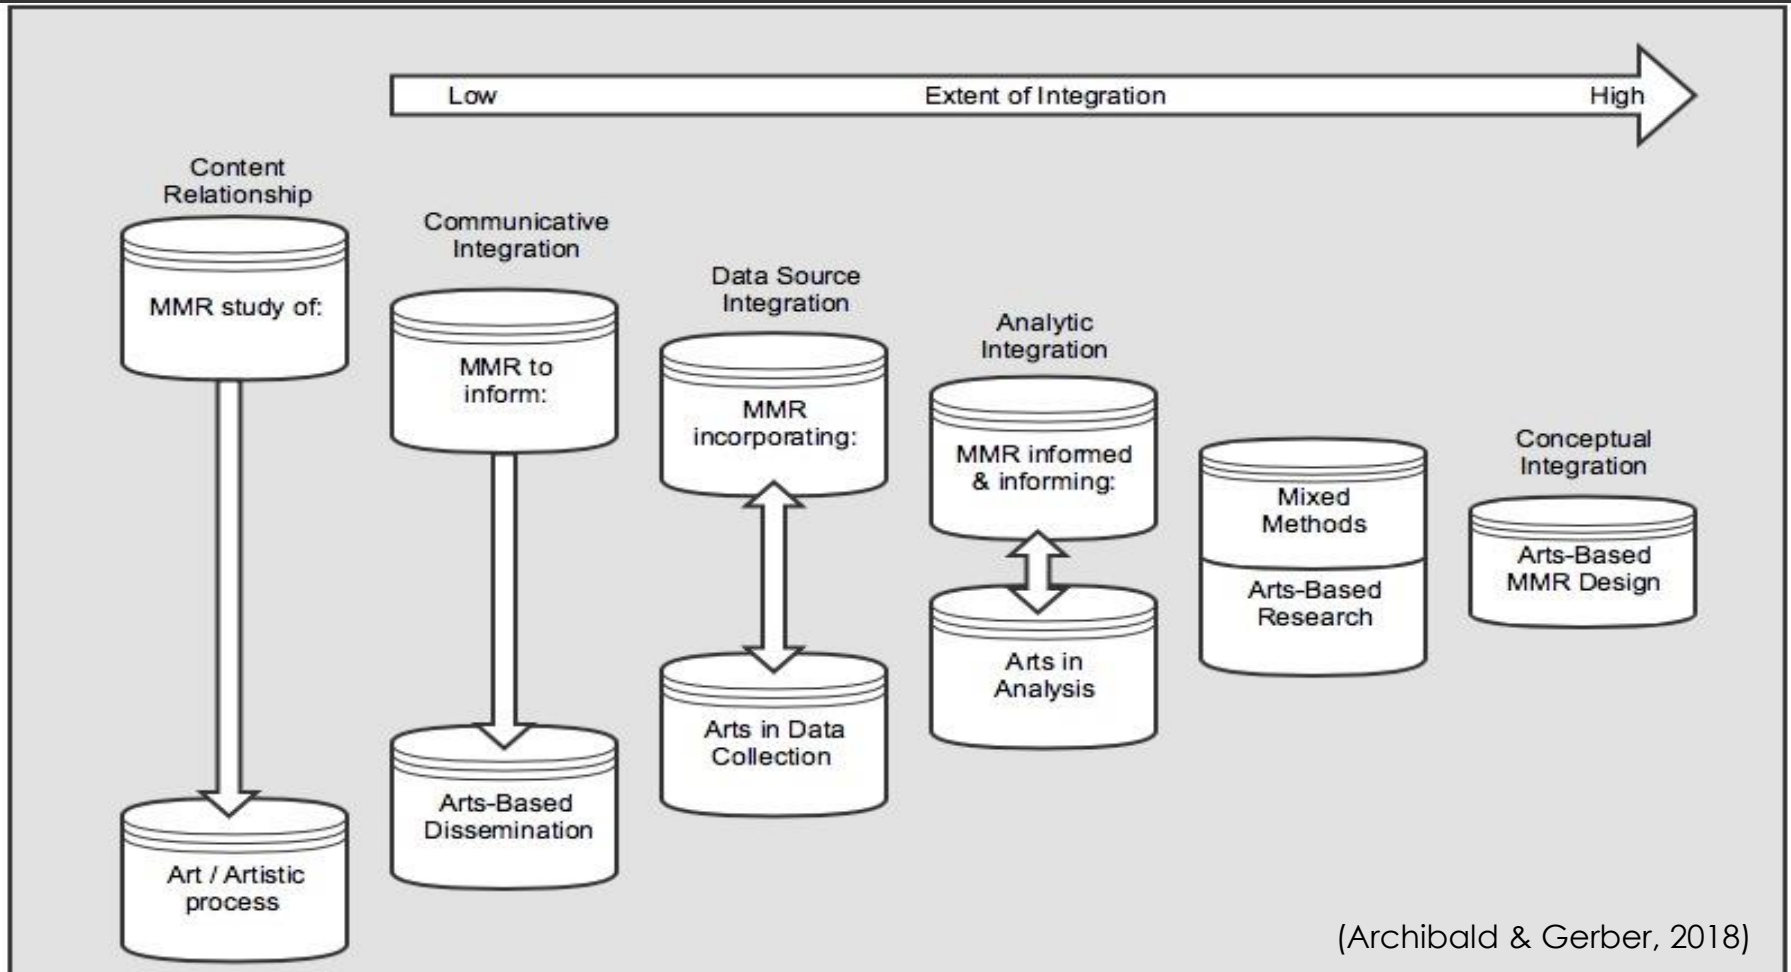 Low Extent of Integration High
Content
Relationship
MMR study of:
Art / Artistic
process
Communicative
Integration
MMR to
inform:
Arts-Based
Dissemination
Data Source
Integration
MMR
incorporating:
Arts in Data
Collection
Analytic
Integration
MMR informed
& informing:
Arts in
Analysis
Mixed
Methods
Arts-Based
Research
Conceptual
Integration
Arts-Based
MMR Design
(Archibald & Gerber, 2018)